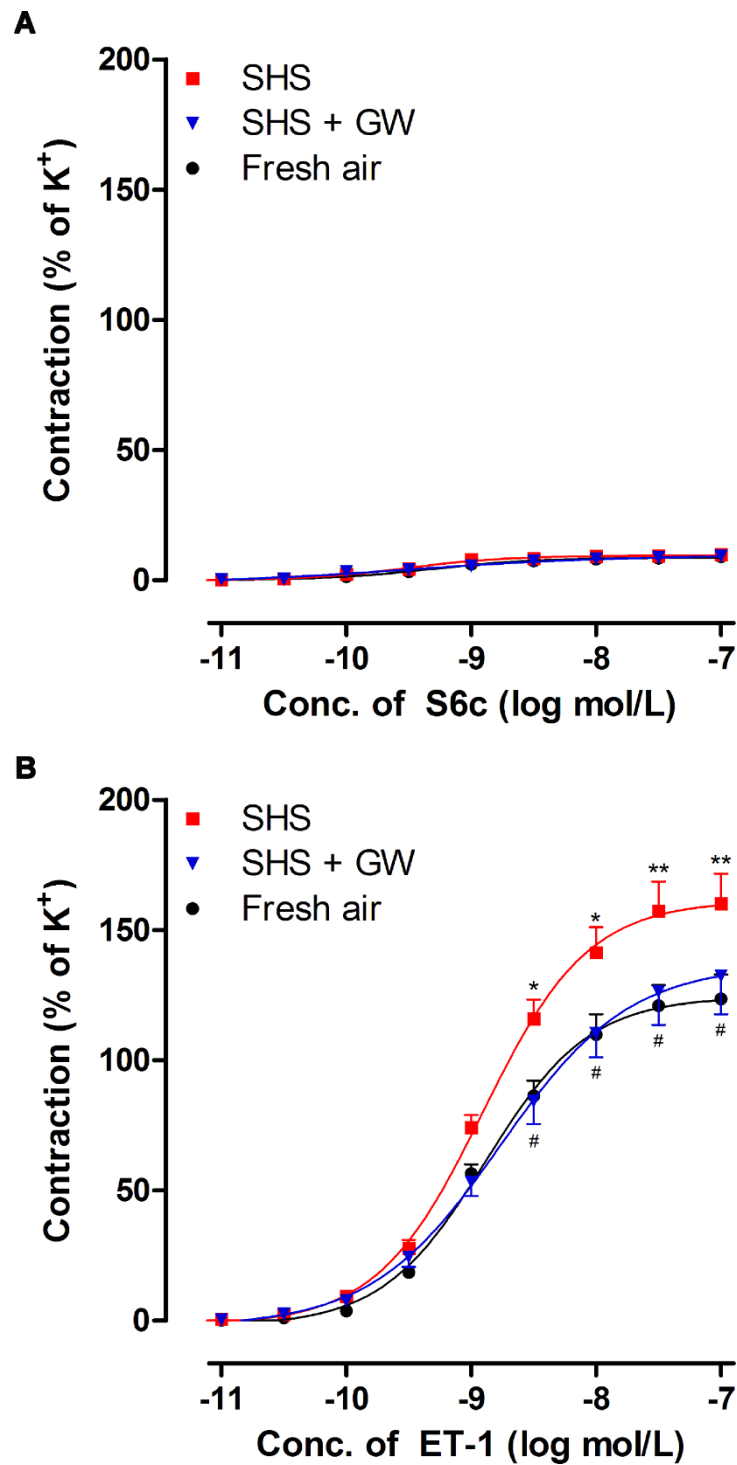 A
200
150
100
50
0
Contraction (% of K⁺)
SHS
SHS + GW
Fresh air
-11 -10 -9 -8 -7
Conc. of S6c (log mol/L)
B
200
150
100
50
0
Contraction (% of K⁺)
SHS
SHS + GW
Fresh air
* * ** **
# # # #
-11 -10 -9 -8 -7
Conc. of ET-1 (log mol/L)